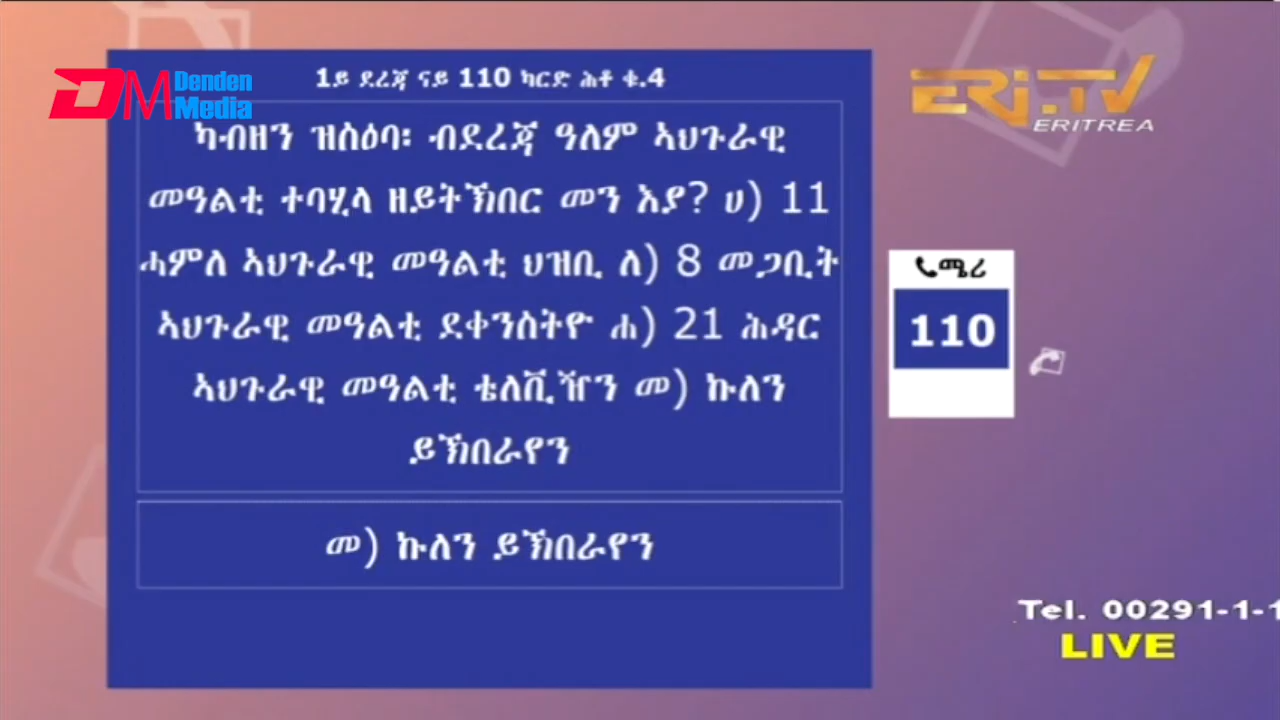 DM Denden Media
ERi.TV
ERITREA
1ይ ደረጃ ናይ 110 ካርድ ሕቶ ቁ.4
ካብዘን ዝስዕባ፡ ብደረጃ ዓለም ኣህጉራዊ
መዓልቲ ተባሂላ ዘይትኽበር መን እያ? ሀ) 11
ሓምለ ኣህጉራዊ መዓልቲ ህዝቢ ለ) 8 መጋቢት
ኣህጉራዊ መዓልቲ ደቀንስትዮ ሐ) 21 ሕዳር
ኣህጉራዊ መዓልቲ ቴለቪዥን መ) ኩለን
ይኽበራየን
መ) ኩለን ይኽበራየን
ሜሪ
110
Tel. 00291-1-1
LIVE